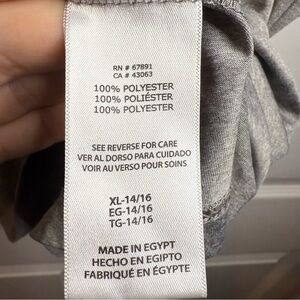 RN # 67891
CA # 43063
100% POLYESTER
100% POLIÉSTER
100% POLYESTER
SEE REVERSE FOR CARE
VER AL DORSO PARA CUIDADO
VOIR AU VERSO POUR SOINS
XL-14/16
EG-14/16
TG-14/16
MADE IN EGYPT
HECHO EN EGIPTO
FABRIQUÉ EN ÉGYPTE